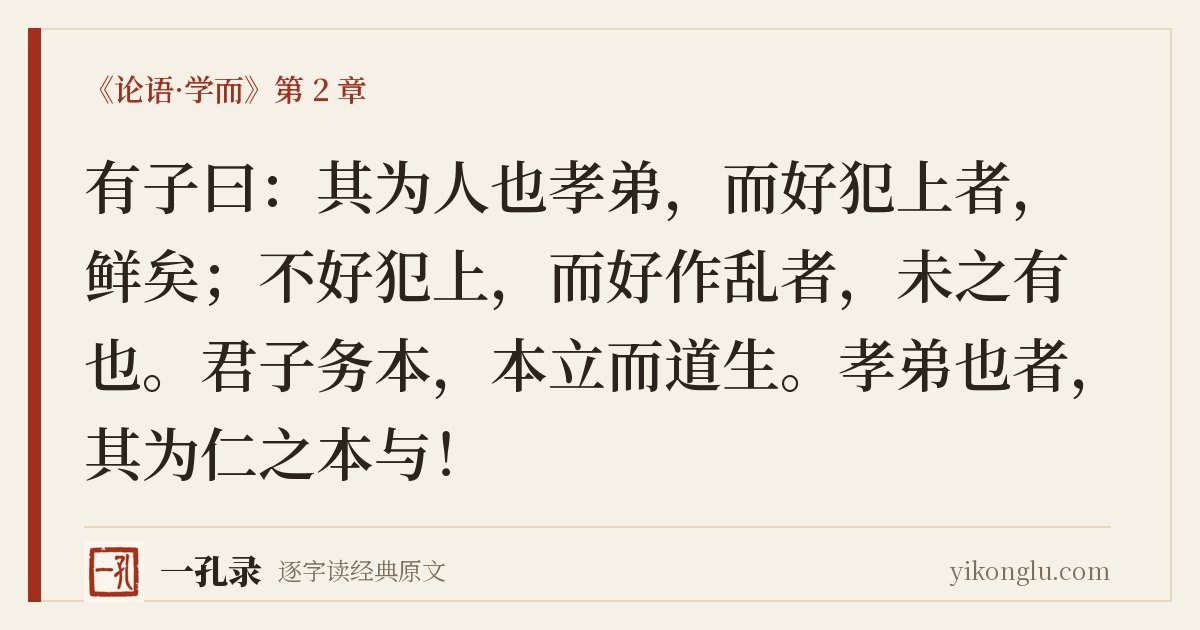 《论语·学而》第 2 章
有子曰：其为人也孝弟，而好犯上者，
鲜矣；不好犯上，而好作乱者，未之有
也。君子务本，本立而道生。孝弟也者，
其为仁之本与！
一孔
一孔录 逐字读经典原文
yikonglu.com